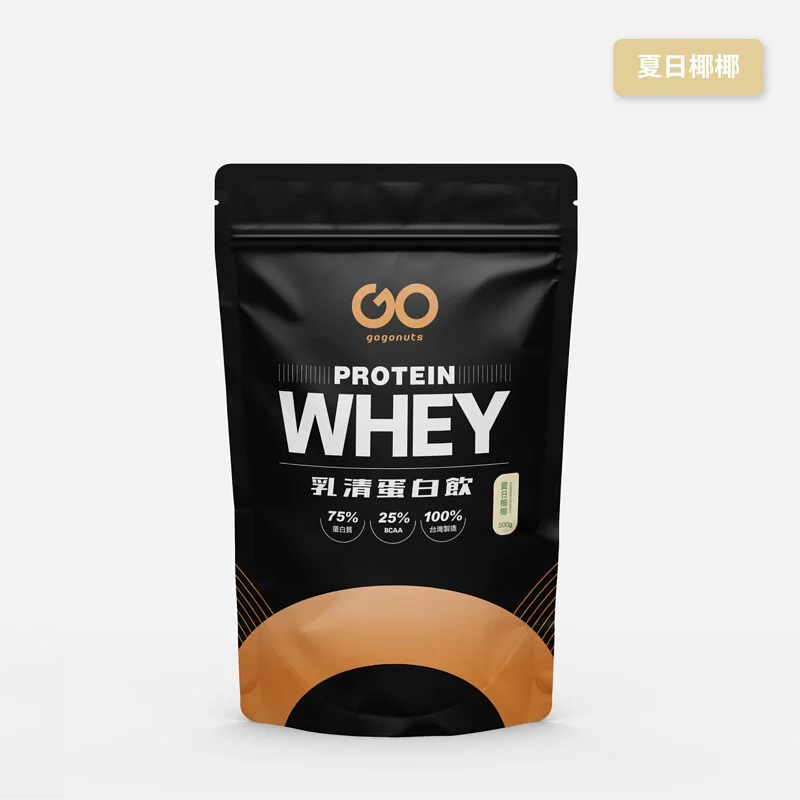 夏日椰椰
GO
gogonuts
PROTEIN
WHEY
乳清蛋白飲
75% 25% 100%
蛋白質 BCAA 台灣製造
夏日椰椰
500g